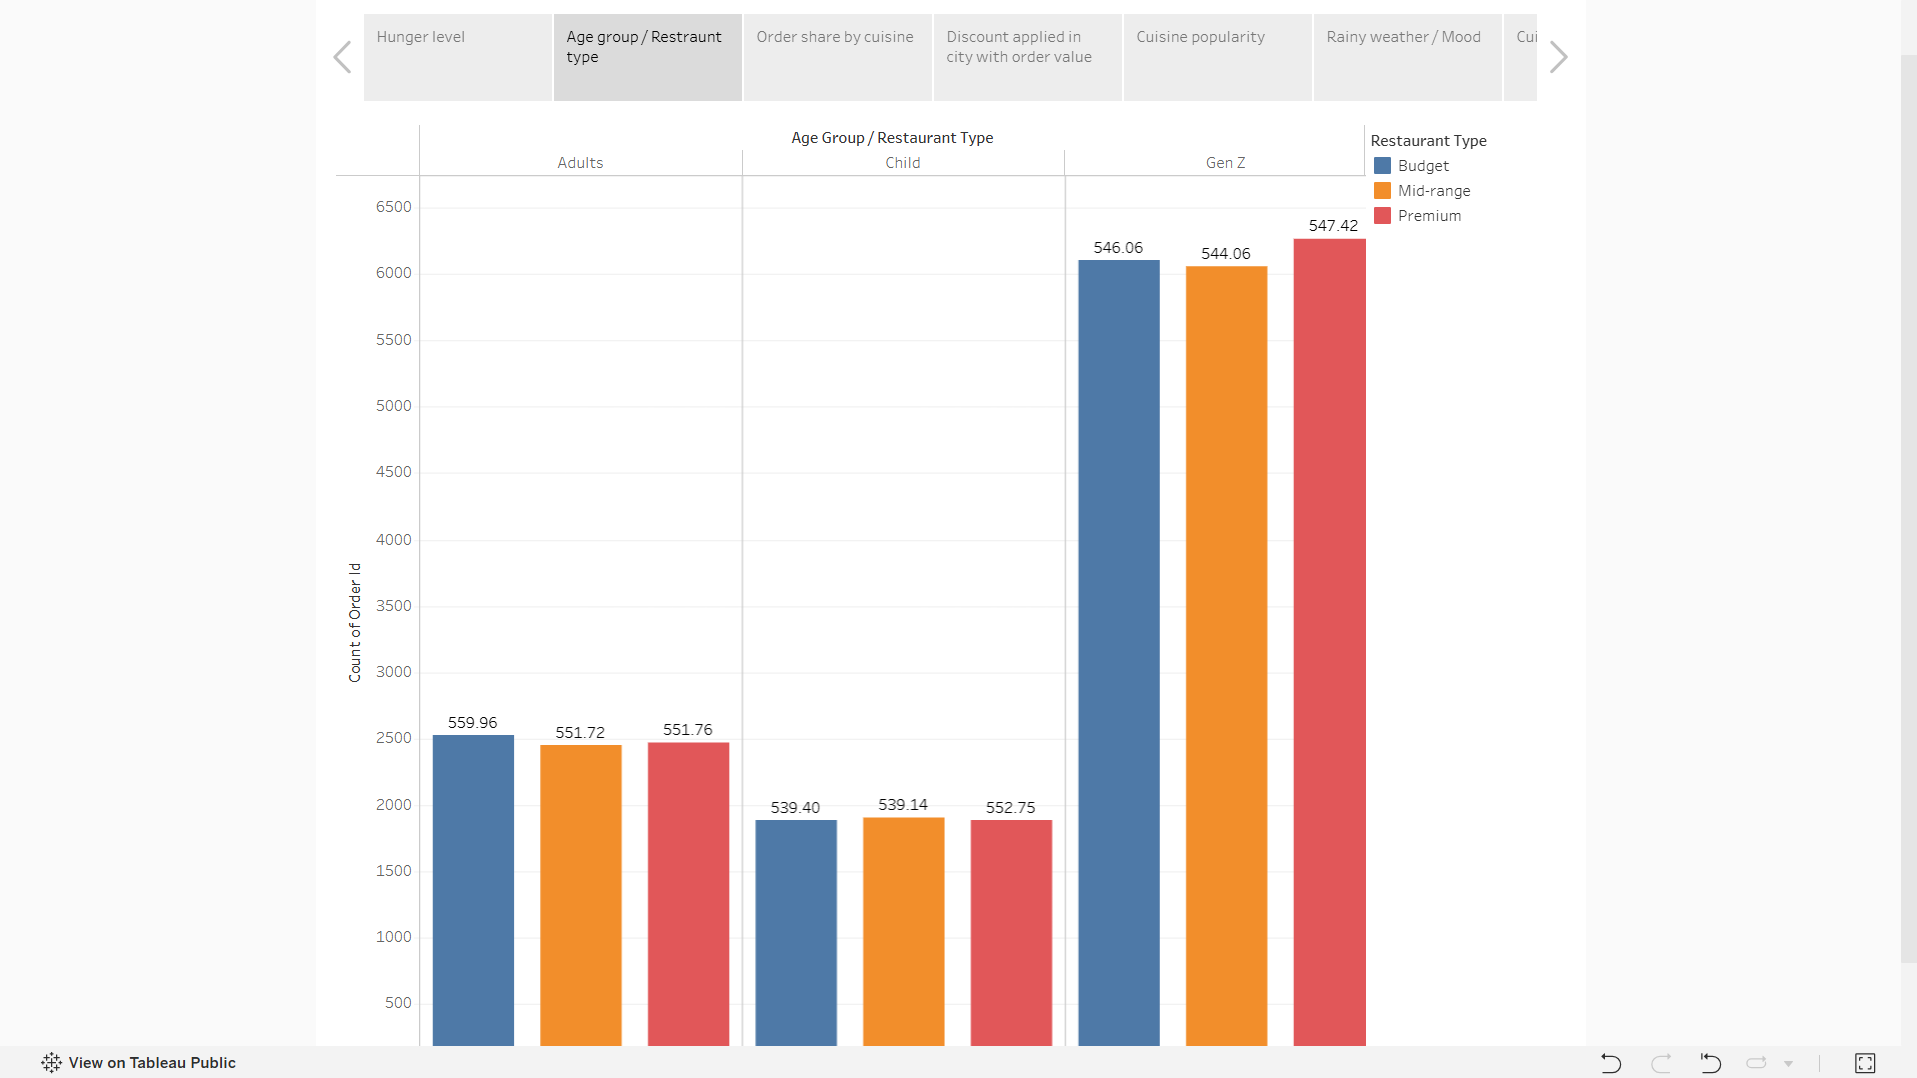 Hunger level
Age group / Restraunt
type
Order share by cuisine
Discount applied in
city with order value
Cuisine popularity
Rainy weather / Mood
Cui
Age Group / Restaurant Type
Adults
Child
Gen Z
Restaurant Type
Budget
Mid-range
Premium
6500
6000
5500
5000
4500
4000
3500
3000
2500
2000
1500
1000
500
Count of Order Id
559.96
551.72
551.76
539.40
539.14
552.75
546.06
544.06
547.42
View on Tableau Public